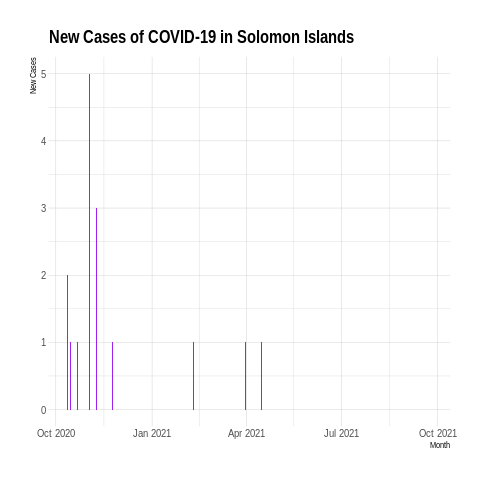 New Cases of COVID-19 in Solomon Islands
New Cases
5
4
3
2
1
0
Oct 2020 Jan 2021 Apr 2021 Jul 2021 Oct 2021
Month